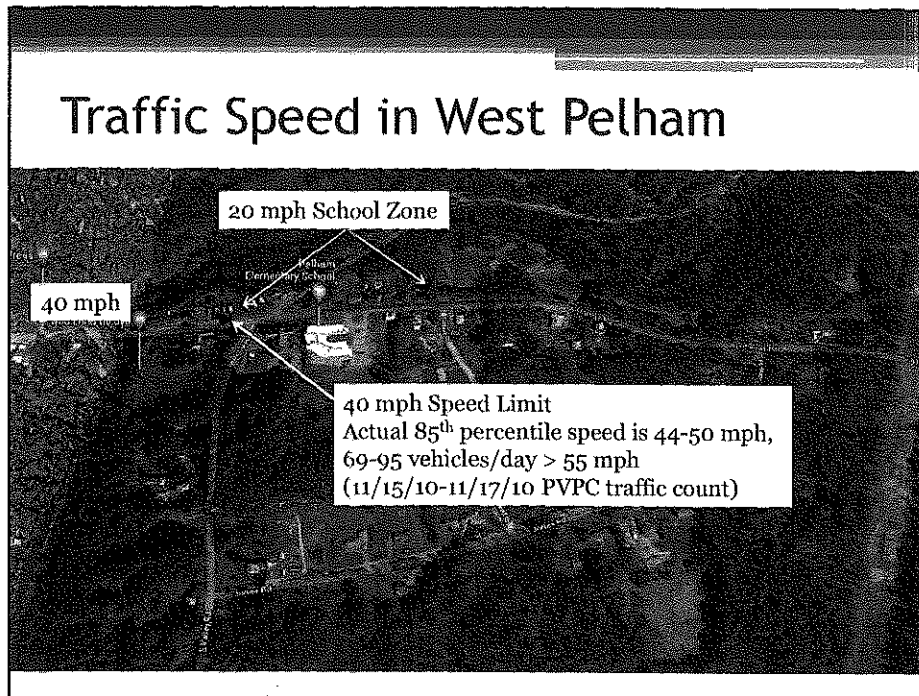 Traffic Speed in West Pelham
20 mph School Zone
Pelham
Elementary School
40 mph
40 mph Speed Limit
Actual 85th percentile speed is 44-50 mph,
69-95 vehicles/day > 55 mph
(11/15/10-11/17/10 PVPC traffic count)